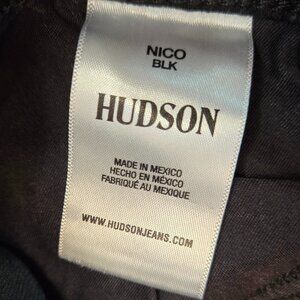 NICO
BLK
HUDSON
MADE IN MEXICO
HECHO EN MÉXICO
FABRIQUÉ AU MEXIQUE
WWW.HUDSONJEANS.COM